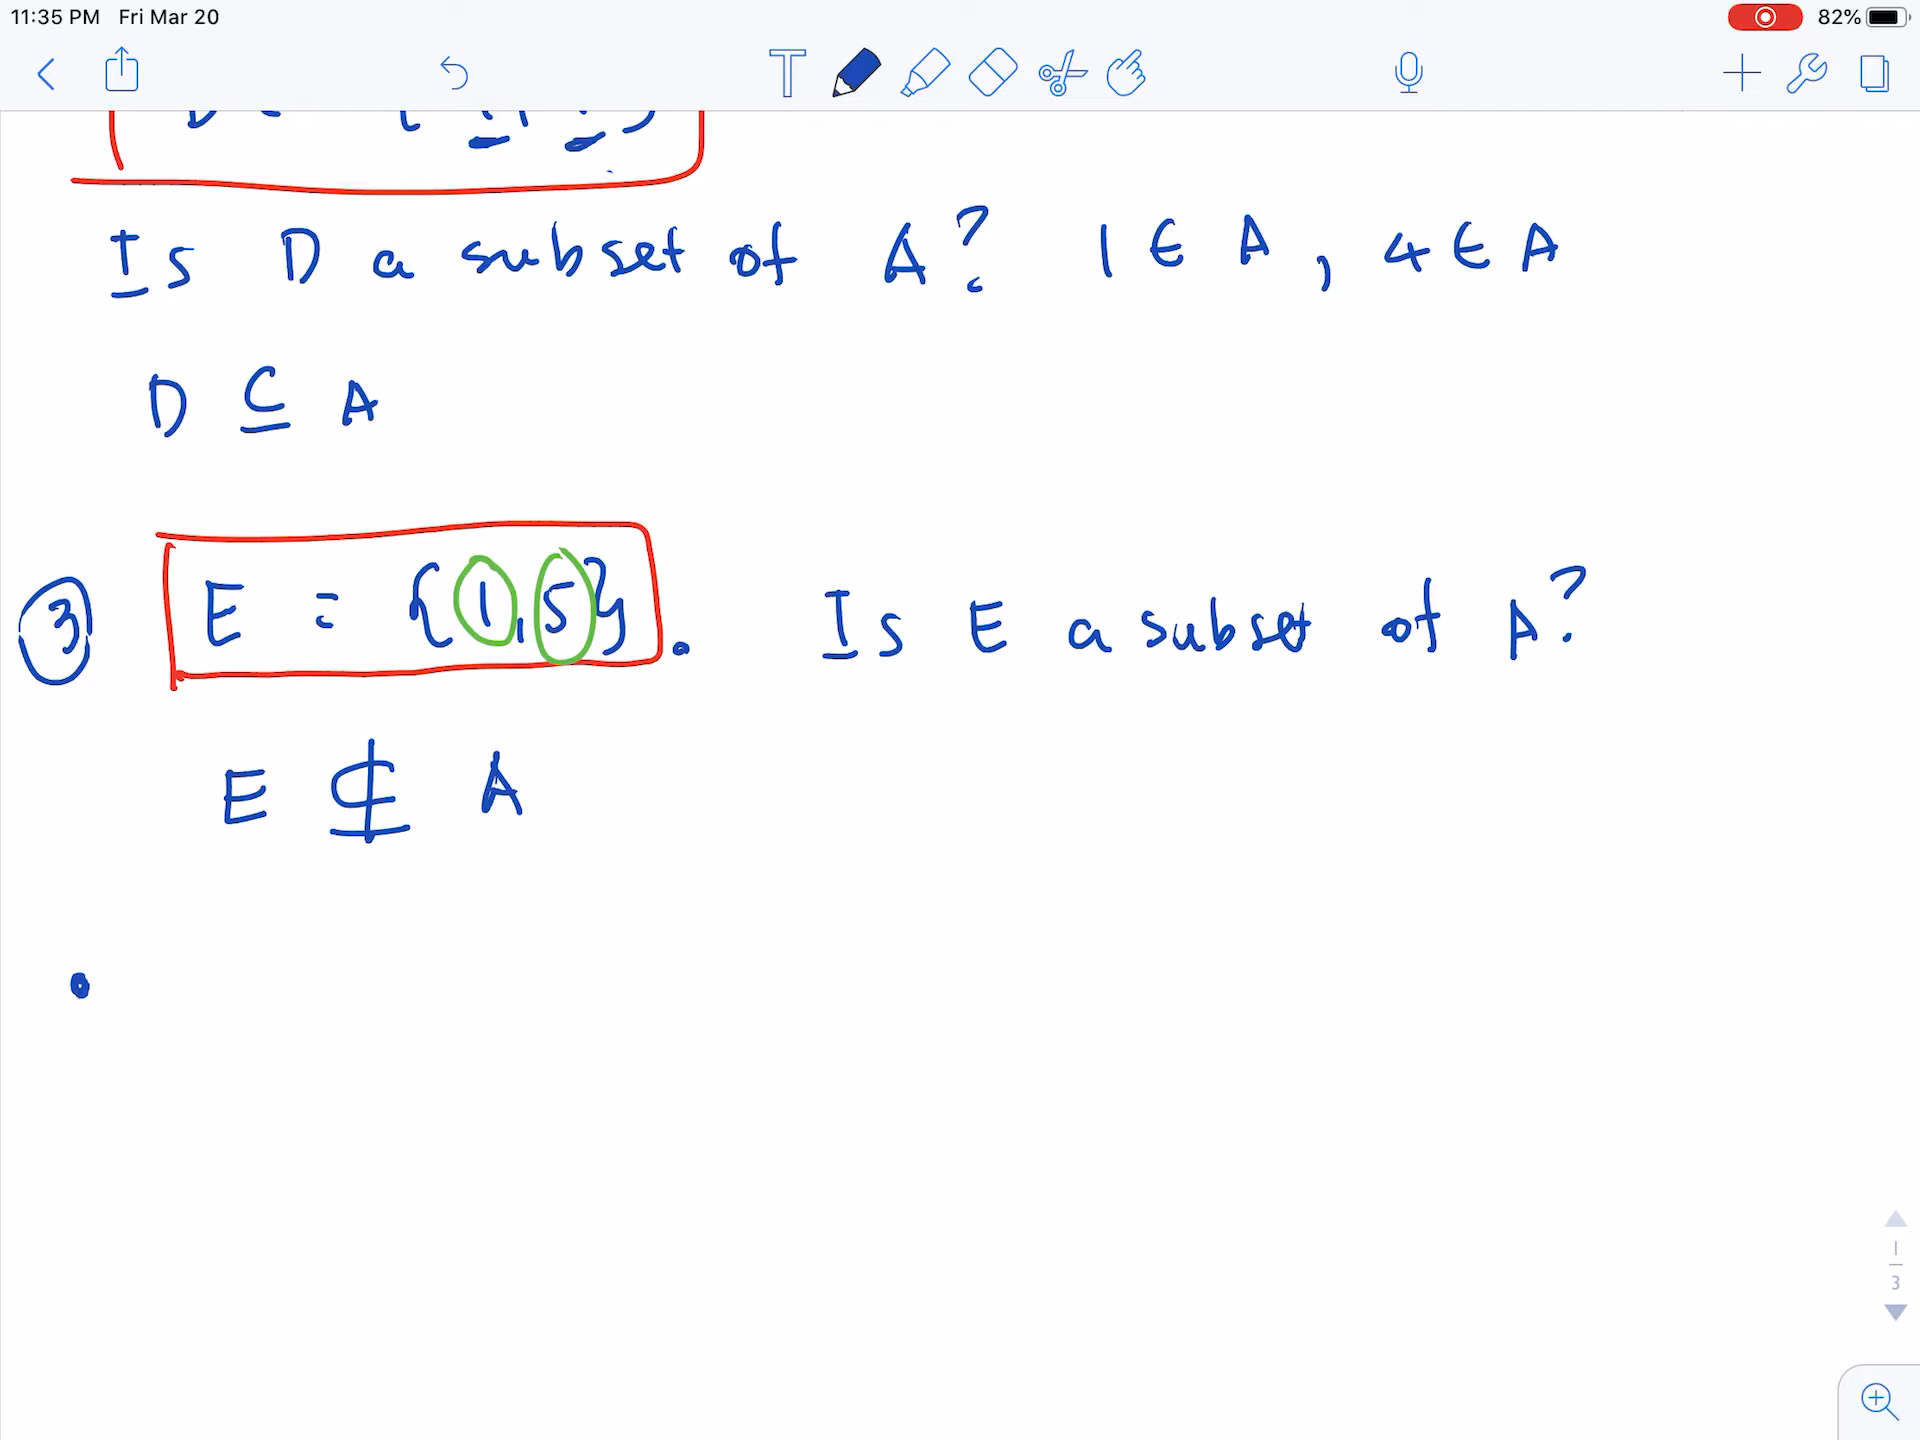 11:35 PM Fri Mar 20 82%
T
Is D a subset of A? 1 ∈ A, 4 ∈ A
D ⊆ A
③ E = {1,5}. Is E a subset of A?
E ⊈ A
1
3